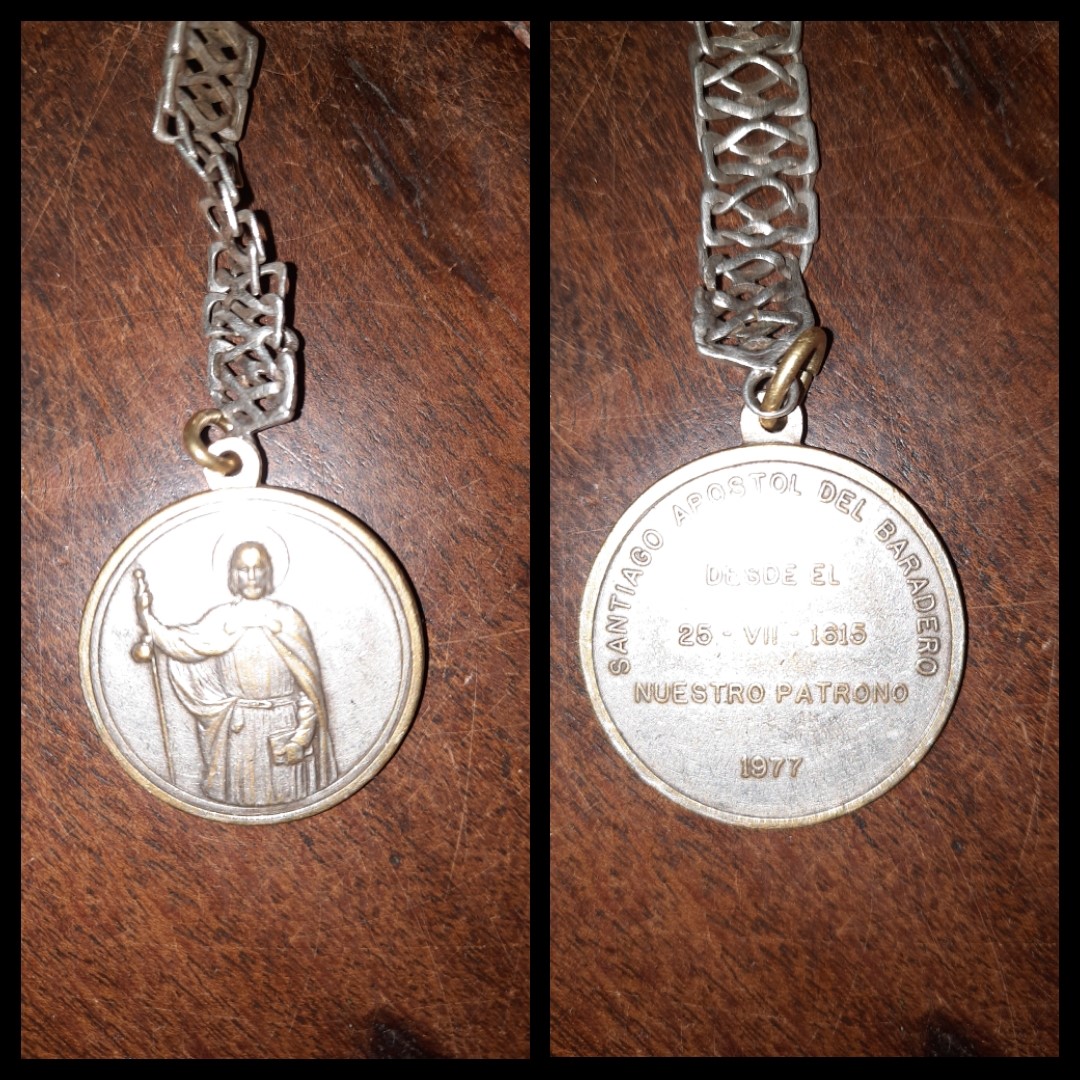 SANTIAGO APOSTOL DEL BARADERO
DESDE EL
25 - VII - 1615
NUESTRO PATRONO
1977